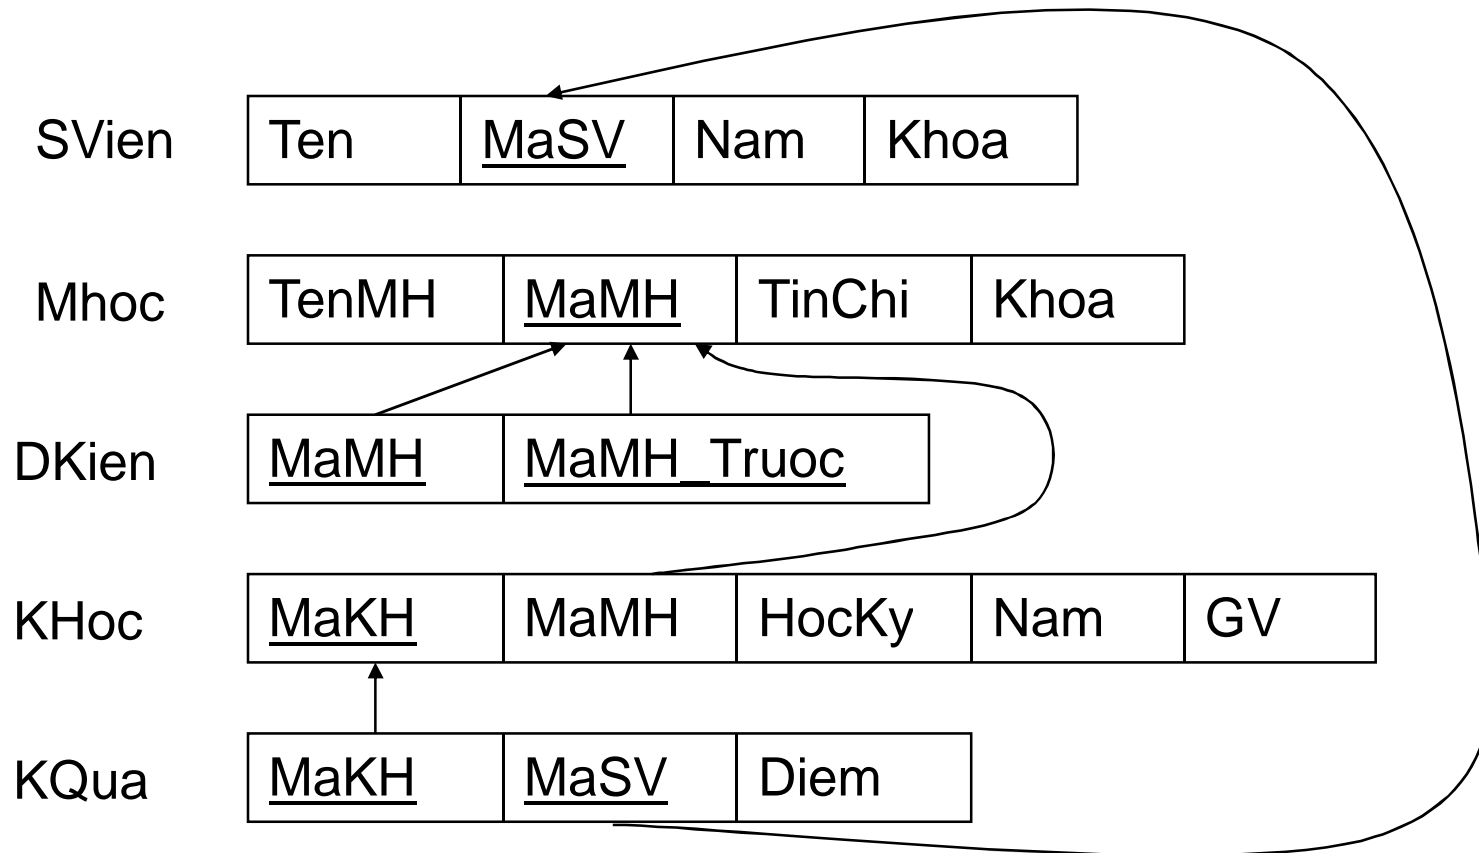 SVien Ten MaSV Nam Khoa
Mhoc TenMH MaMH TinChi Khoa
DKien MaMH MaMH_Truoc
KHoc MaKH MaMH HocKy Nam GV
KQua MaKH MaSV Diem